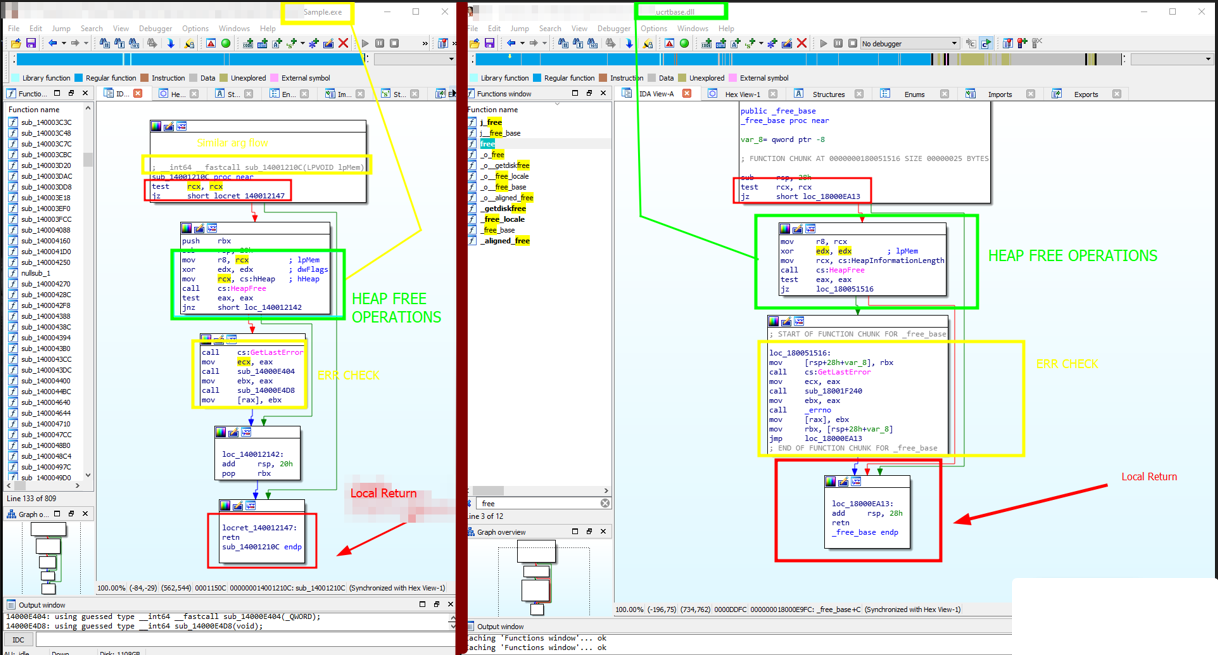 Sample.exe
File Edit Jump Search View Debugger Options Windows Help
Library function Regular function Instruction Data Unexplored External symbol
Functio...
ID...
He...
St...
En...
Im...
St...
Function name
sub_140003C3C
sub_140003C48
sub_140003C7C
sub_140003CBC
sub_140003D20
sub_140003DAC
sub_140003DD8
sub_140003E18
sub_140003EF0
sub_140003FCC
sub_140004088
sub_140004160
sub_1400041D0
sub_140004250
nullsub_1
sub_140004270
sub_14000428C
sub_1400042F8
sub_140004388
sub_14000438C
sub_140004394
sub_1400043B0
sub_1400043CC
sub_1400043DC
sub_140004400
sub_1400044BC
sub_140004640
sub_140004644
sub_140004710
sub_1400047CC
sub_1400048B0
sub_1400048C4
sub_14000497C
sub_1400049D0
Line 133 of 809
Graph o...
Similar arg flow
; __int64 __fastcall sub_14001210C(LPVOID lpMem)
sub_14001210C proc near
test rcx, rcx
jz short locret_140012147
push rbx
sub rsp, 20h
mov r8, rcx ; lpMem
xor edx, edx ; dwFlags
mov rcx, cs:hHeap ; hHeap
call cs:HeapFree
test eax, eax
jnz short loc_140012142
HEAP FREE
OPERATIONS
call cs:GetLastError
mov ecx, eax
call sub_14000E404
mov ebx, eax
call sub_14000E4D8
mov [rax], ebx
ERR CHECK
loc_140012142:
add rsp, 20h
pop rbx
Local Return
locret_140012147:
retn
sub_14001210C endp
100.00% (-84,-29) (562,544) 0001150C 000000014001210C: sub_14001210C (Synchronized with Hex View-1)
Output window
14000E404: using guessed type __int64 __fastcall sub_14000E404(_QWORD);
14000E4D8: using guessed type __int64 sub_14000E4D8(void);
IDC
AU: idle Down Disk: 1108GB
ucrtbase.dll
File Edit Jump Search View Debugger Options Windows Help
No debugger
Library function Regular function Instruction Data Unexplored External symbol
Functions window
IDA View-A
Hex View-1
Structures
Enums
Imports
Exports
Function name
j_free
j__free_base
free
_o_free
_o__getdiskfree
_o__free_locale
_o__free_base
_o__aligned_free
_getdiskfree
_free_locale
_free_base
_aligned_free
free
Line 3 of 12
Graph overview
public _free_base
_free_base proc near
var_8= qword ptr -8
; FUNCTION CHUNK AT 0000000180051516 SIZE 00000025 BYTES
sub rsp, 28h
test rcx, rcx
jz short loc_18000EA13
mov r8, rcx
xor edx, edx ; lpMem
mov rcx, cs:HeapInformationLength
call cs:HeapFree
test eax, eax
jz loc_180051516
HEAP FREE OPERATIONS
; START OF FUNCTION CHUNK FOR _free_base
loc_180051516:
mov [rsp+28h+var_8], rbx
call cs:GetLastError
mov ecx, eax
call sub_18001F240
mov ebx, eax
call _errno
mov [rax], ebx
mov rbx, [rsp+28h+var_8]
jmp loc_18000EA13
; END OF FUNCTION CHUNK FOR _free_base
ERR CHECK
loc_18000EA13:
add rsp, 28h
retn
_free_base endp
Local Return
100.00% (-196,75) (734,762) 0000DDFC 000000018000E9FC: _free_base+C (Synchronized with Hex View-1)
Output window
Caching 'Functions window'... ok
Caching 'Functions window'... ok